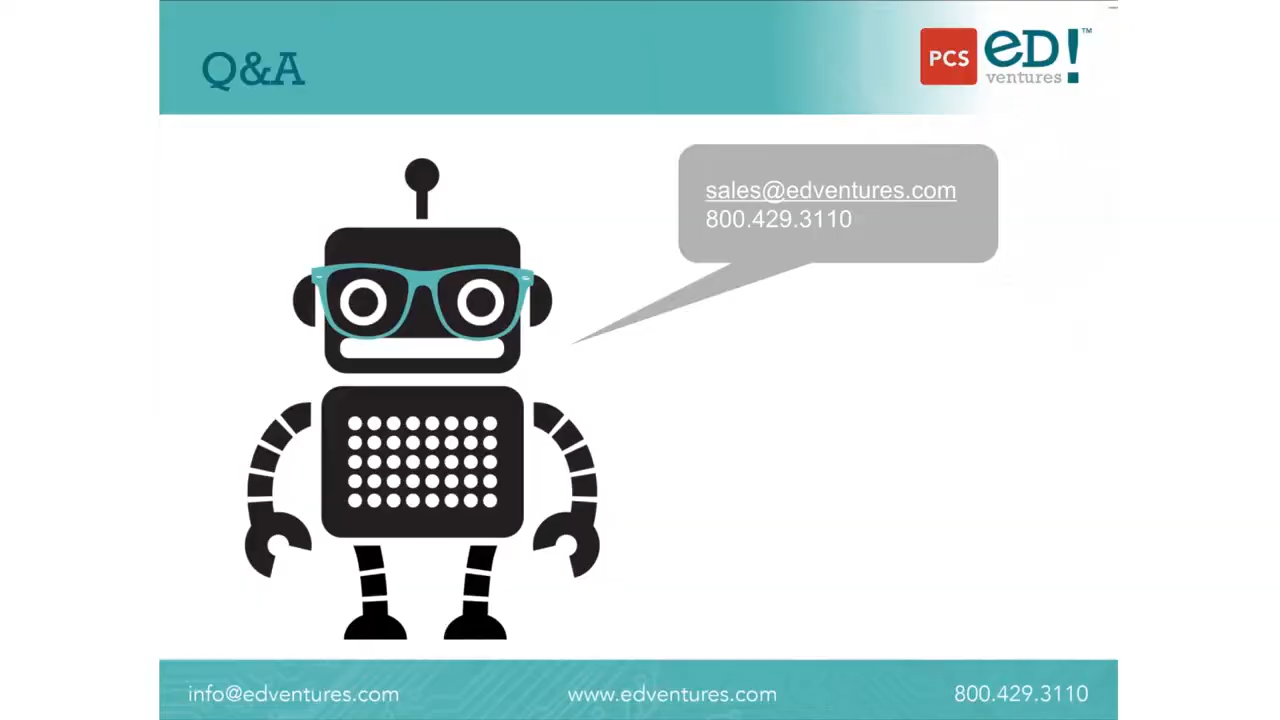 Q&A
PCS eD!™
ventures
sales@edventures.com
800.429.3110
info@edventures.com
www.edventures.com
800.429.3110